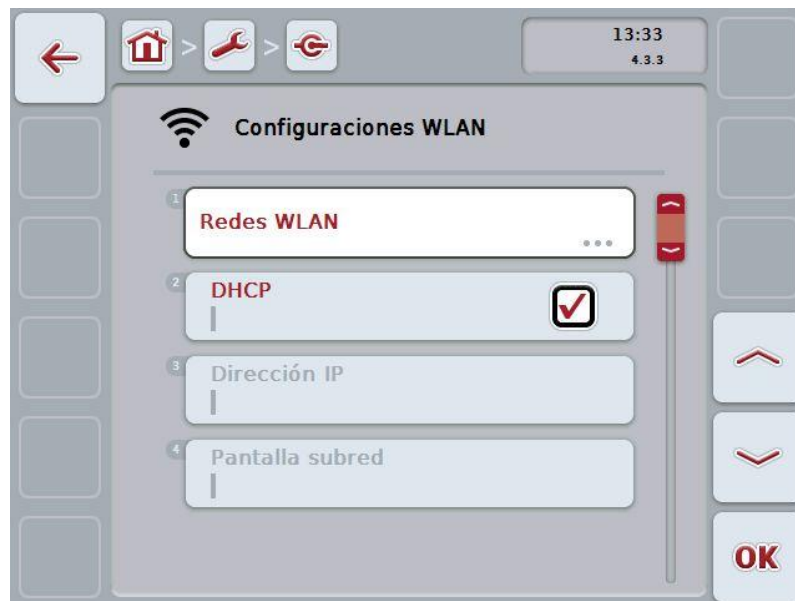 13:33
4.3.3
Configuraciones WLAN
1
Redes WLAN
...
2
DHCP
3
Dirección IP
4
Pantalla subred
OK